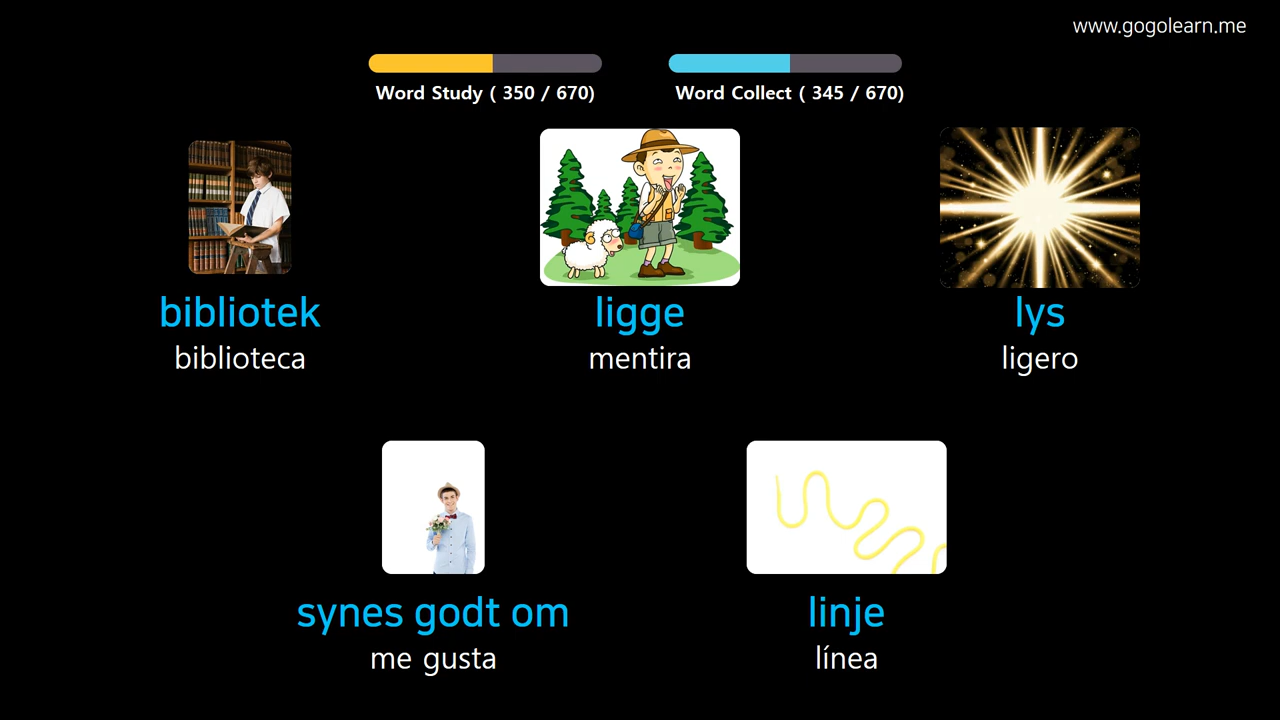 www.gogolearn.me
Word Study ( 350 / 670)
Word Collect ( 345 / 670)
bibliotek
biblioteca
ligge
mentira
lys
ligero
synes godt om
me gusta
linje
línea